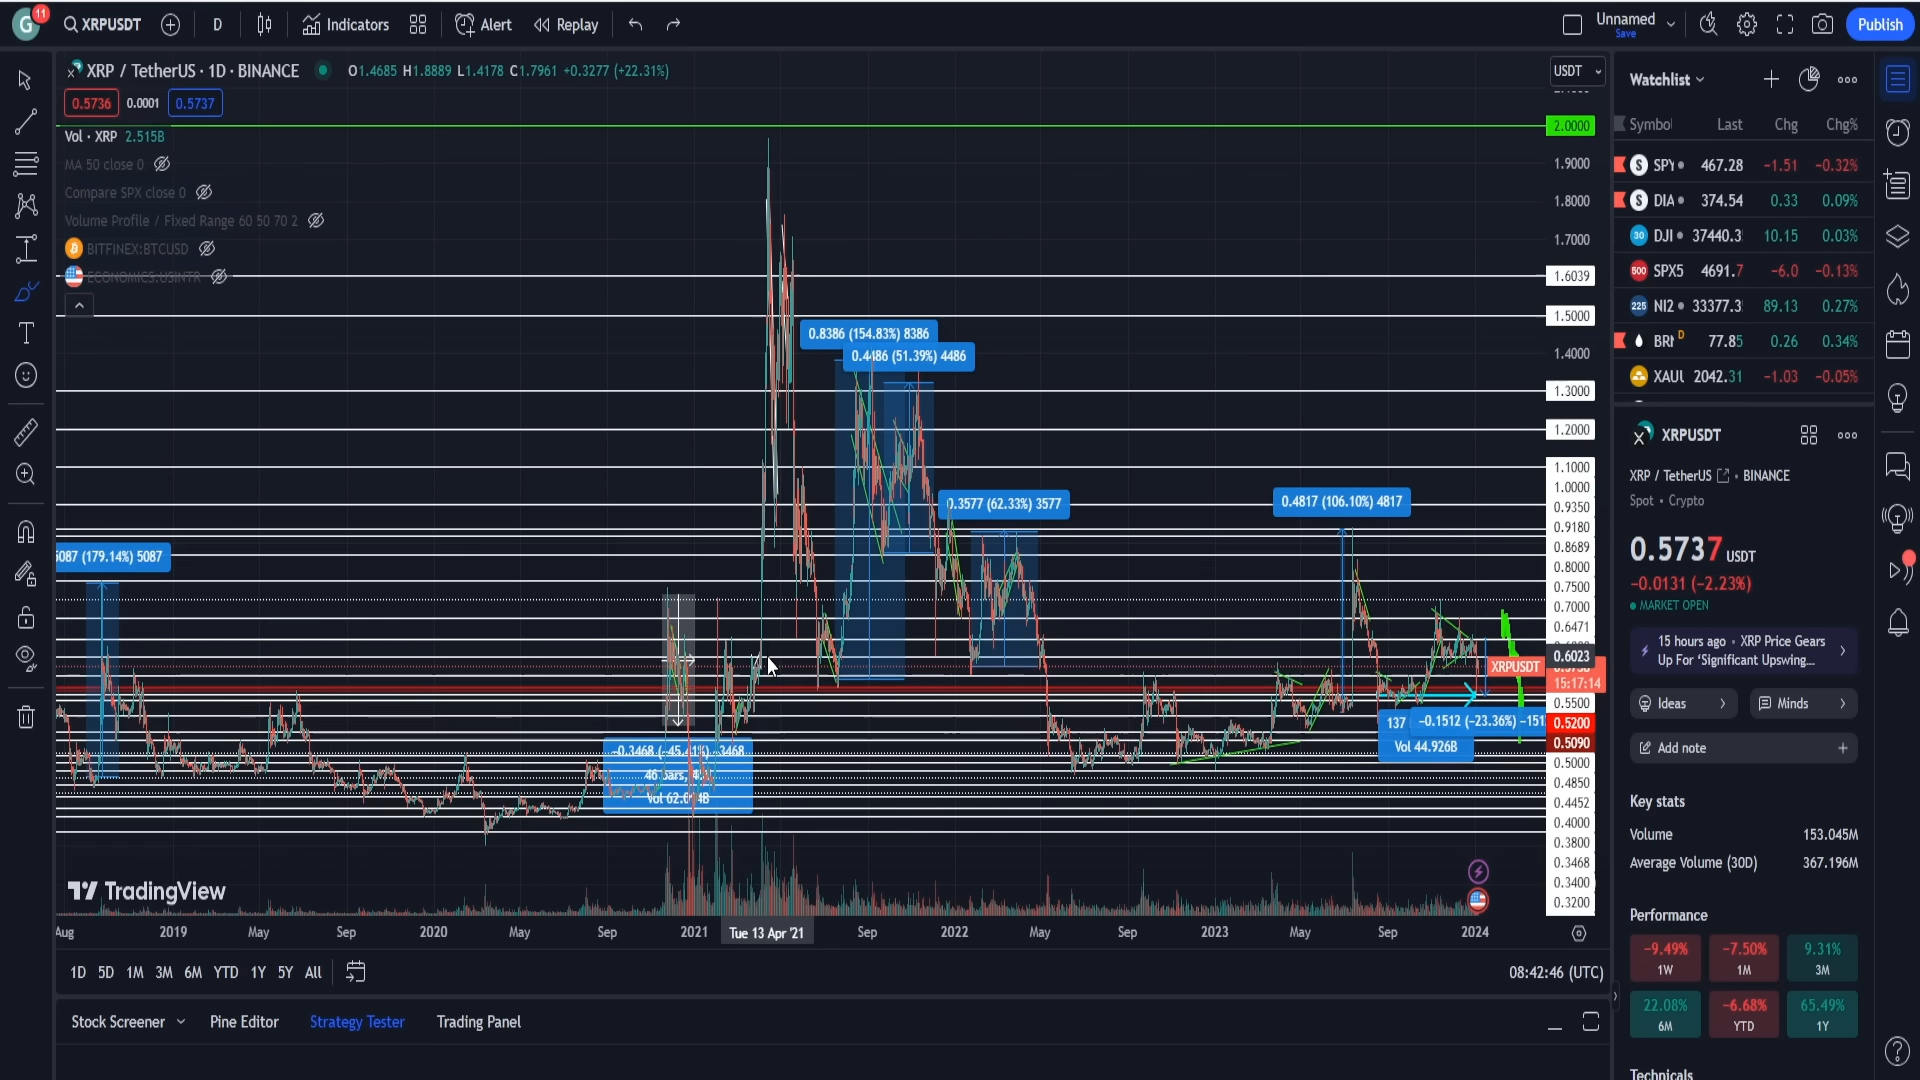 G 11 XRPUSDT D Indicators Alert Replay Unnamed Save Publish
XRP / TetherUS · 1D · BINANCE O1.4685 H1.8889 L1.4178 C1.7961 +0.3277 (+22.31%) USDT
0.5736 0.0001 0.5737
Vol · XRP 2.515B
MA 50 close 0
Compare SPX close 0
Volume Profile / Fixed Range 60 50 70 2
BITFINEX:BTCUSD
ECONOMICS:USINTR
0.8386 (154.83%) 8386
0.4486 (51.39%) 4486
0.3577 (62.33%) 3577
0.4817 (106.10%) 4817
5087 (179.14%) 5087
-0.3468 (-45.41%) -3468
137
−0.1512 (−23.36%) −151
Vol 44.926B
XRPUSDT
15:17:14
2.0000
1.9000
1.8000
1.7000
1.6039
1.5000
1.4000
1.3000
1.2000
1.1000
1.0000
0.9350
0.9180
0.8689
0.8000
0.7500
0.7000
0.6471
0.6023
0.5500
0.5200
0.5090
0.5000
0.4850
0.4452
0.4000
0.3800
0.3468
0.3400
0.3200
TradingView
Aug 2019 May Sep 2020 May Sep 2021 Tue 13 Apr '21 Sep 2022 May Sep 2023 May Sep 2024
1D 5D 1M 3M 6M YTD 1Y 5Y All 08:42:46 (UTC)
Stock Screener Pine Editor Strategy Tester Trading Panel
Watchlist
Symbol Last Chg Chg%
SPY 467.28 −1.51 −0.32%
DIA 374.54 0.33 0.09%
30 DJI 37440.3 10.15 0.03%
500 SPX5 4691.7 −6.0 −0.13%
225 NI2 33377.3 89.13 0.27%
BRN D 77.85 0.26 0.34%
XAUU 2042.31 −1.03 −0.05%
XRPUSDT
XRP / TetherUS • BINANCE
Spot • Crypto
0.5737 USDT
−0.0131 (−2.23%)
MARKET OPEN
15 hours ago • XRP Price Gears
Up For ‘Significant Upswing...
Ideas Minds
Add note
Key stats
Volume 153.045M
Average Volume (30D) 367.196M
Performance
−9.49% −7.50% 9.31%
1W 1M 3M
22.08% −6.68% 65.49%
6M YTD 1Y
Technicals